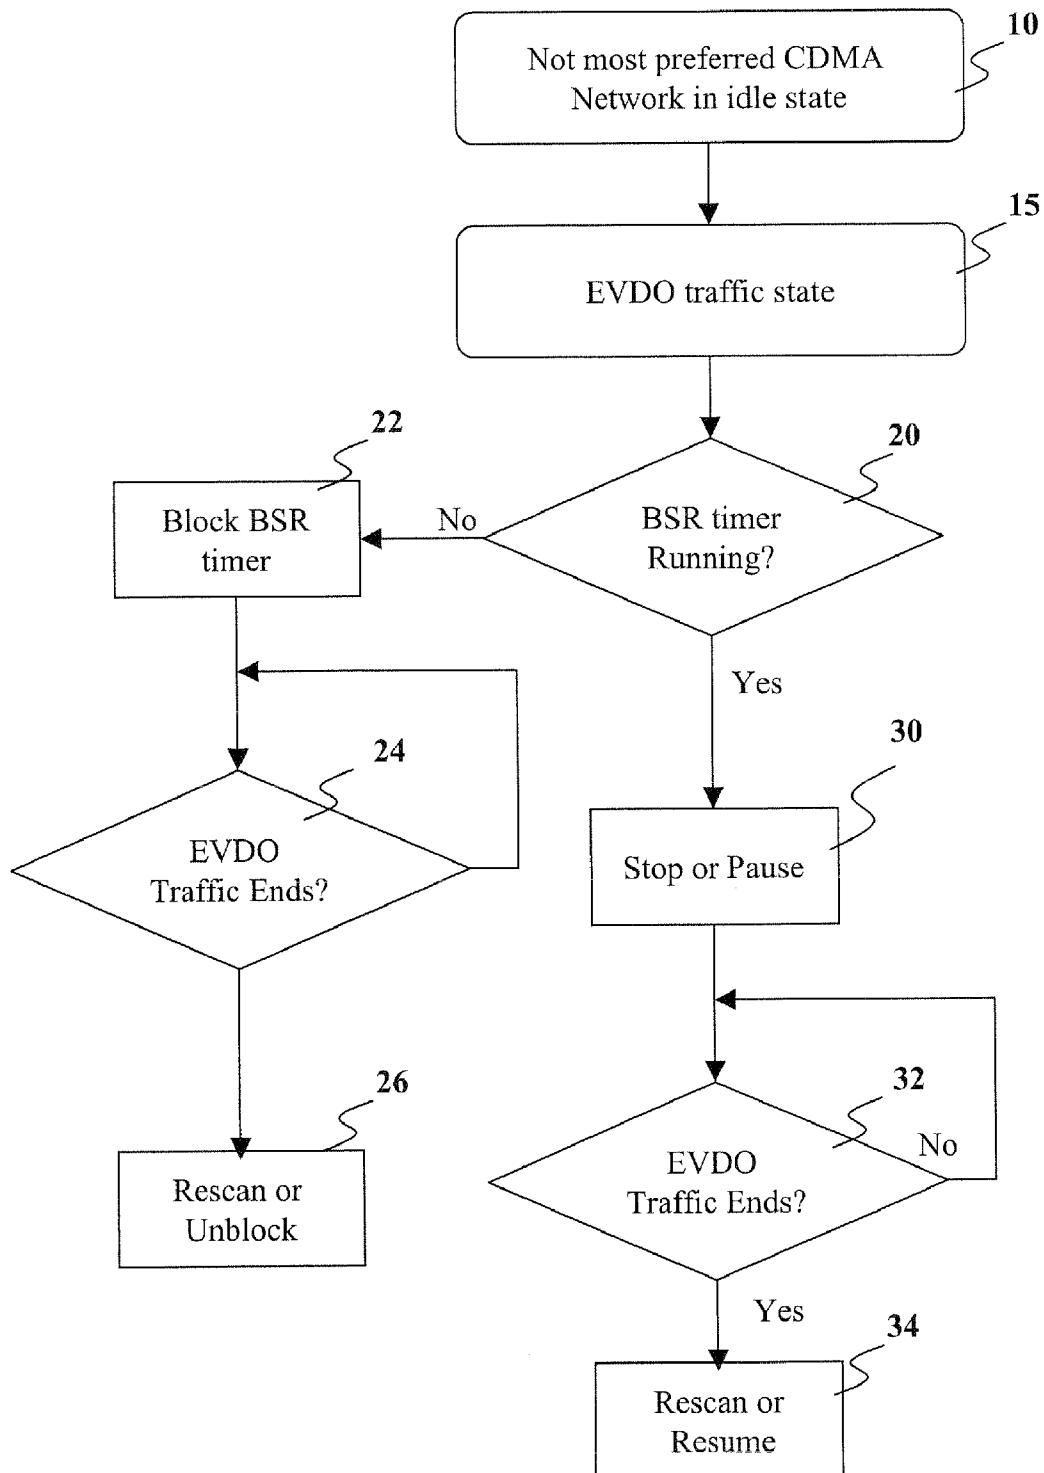 10
Not most preferred CDMA
Network in idle state
15
EVDO traffic state
20
BSR timer
Running?
No
22
Block BSR
timer
Yes
24
EVDO
Traffic Ends?
30
Stop or Pause
26
Rescan or
Unblock
32
EVDO
Traffic Ends?
No
Yes
34
Rescan or
Resume